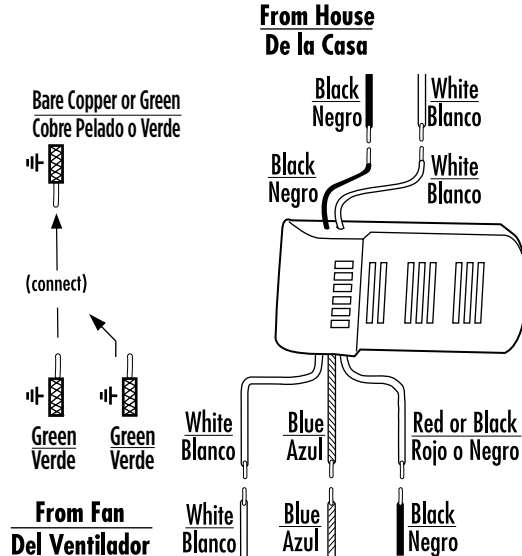 From House
De la Casa
Black
Negro
White
Blanco
Bare Copper or Green
Cobre Pelado o Verde
Black
Negro
White
Blanco
(connect)
Green
Verde
Green
Verde
White
Blanco
Blue
Azul
Red or Black
Rojo o Negro
From Fan
Del Ventilador
White
Blanco
Blue
Azul
Black
Negro